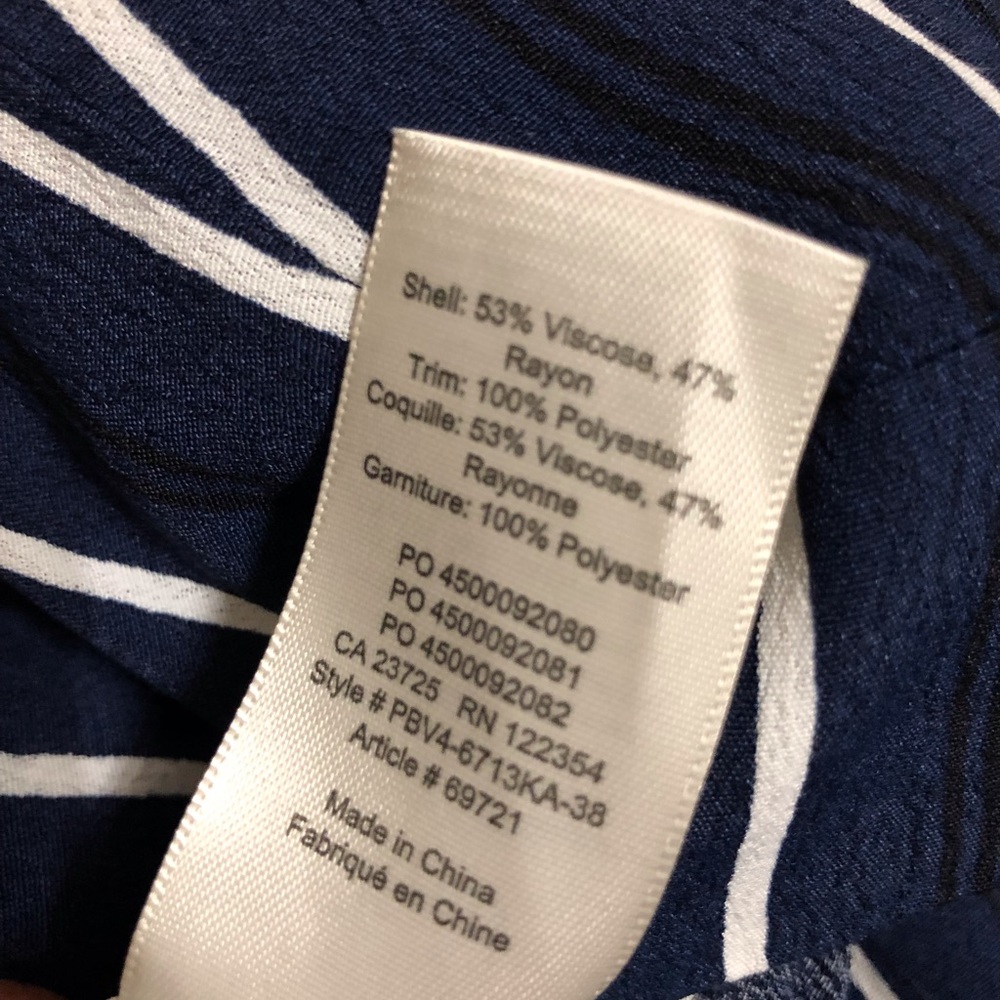 Shell: 53% Viscose, 47%
Rayon
Trim: 100% Polyester
Coquille: 53% Viscose, 47%
Rayonne
Garniture: 100% Polyester
PO 4500092080
PO 4500092081
PO 4500092082
CA 23725 RN 122354
Style # PBV4-6713KA-38
Article # 69721
Made in China
Fabriqué en Chine